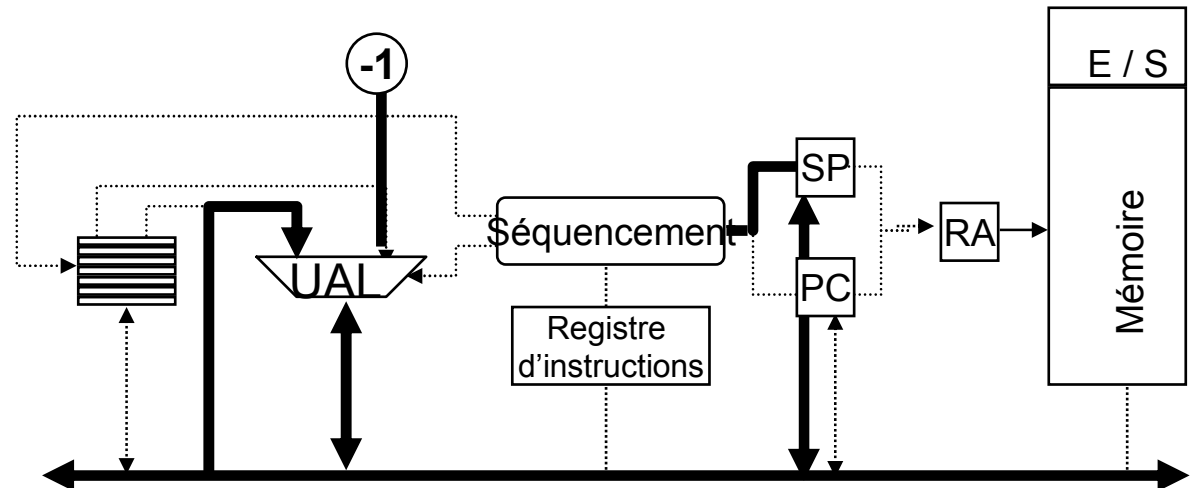 -1
E / S
SP
Séquencement
RA
UAL
PC
Mémoire
Registre
d'instructions